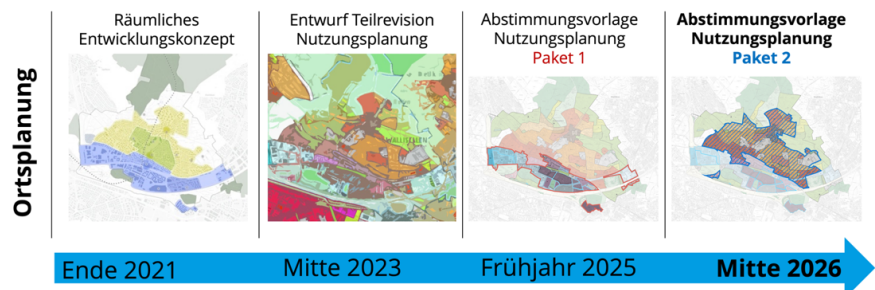 Ortsplanung
Räumliches
Entwicklungskonzept
Entwurf Teilrevision
Nutzungsplanung
Abstimmungsvorlage
Nutzungsplanung
Paket 1
Abstimmungsvorlage
Nutzungsplanung
Paket 2
Ende 2021
Mitte 2023
Frühjahr 2025
Mitte 2026